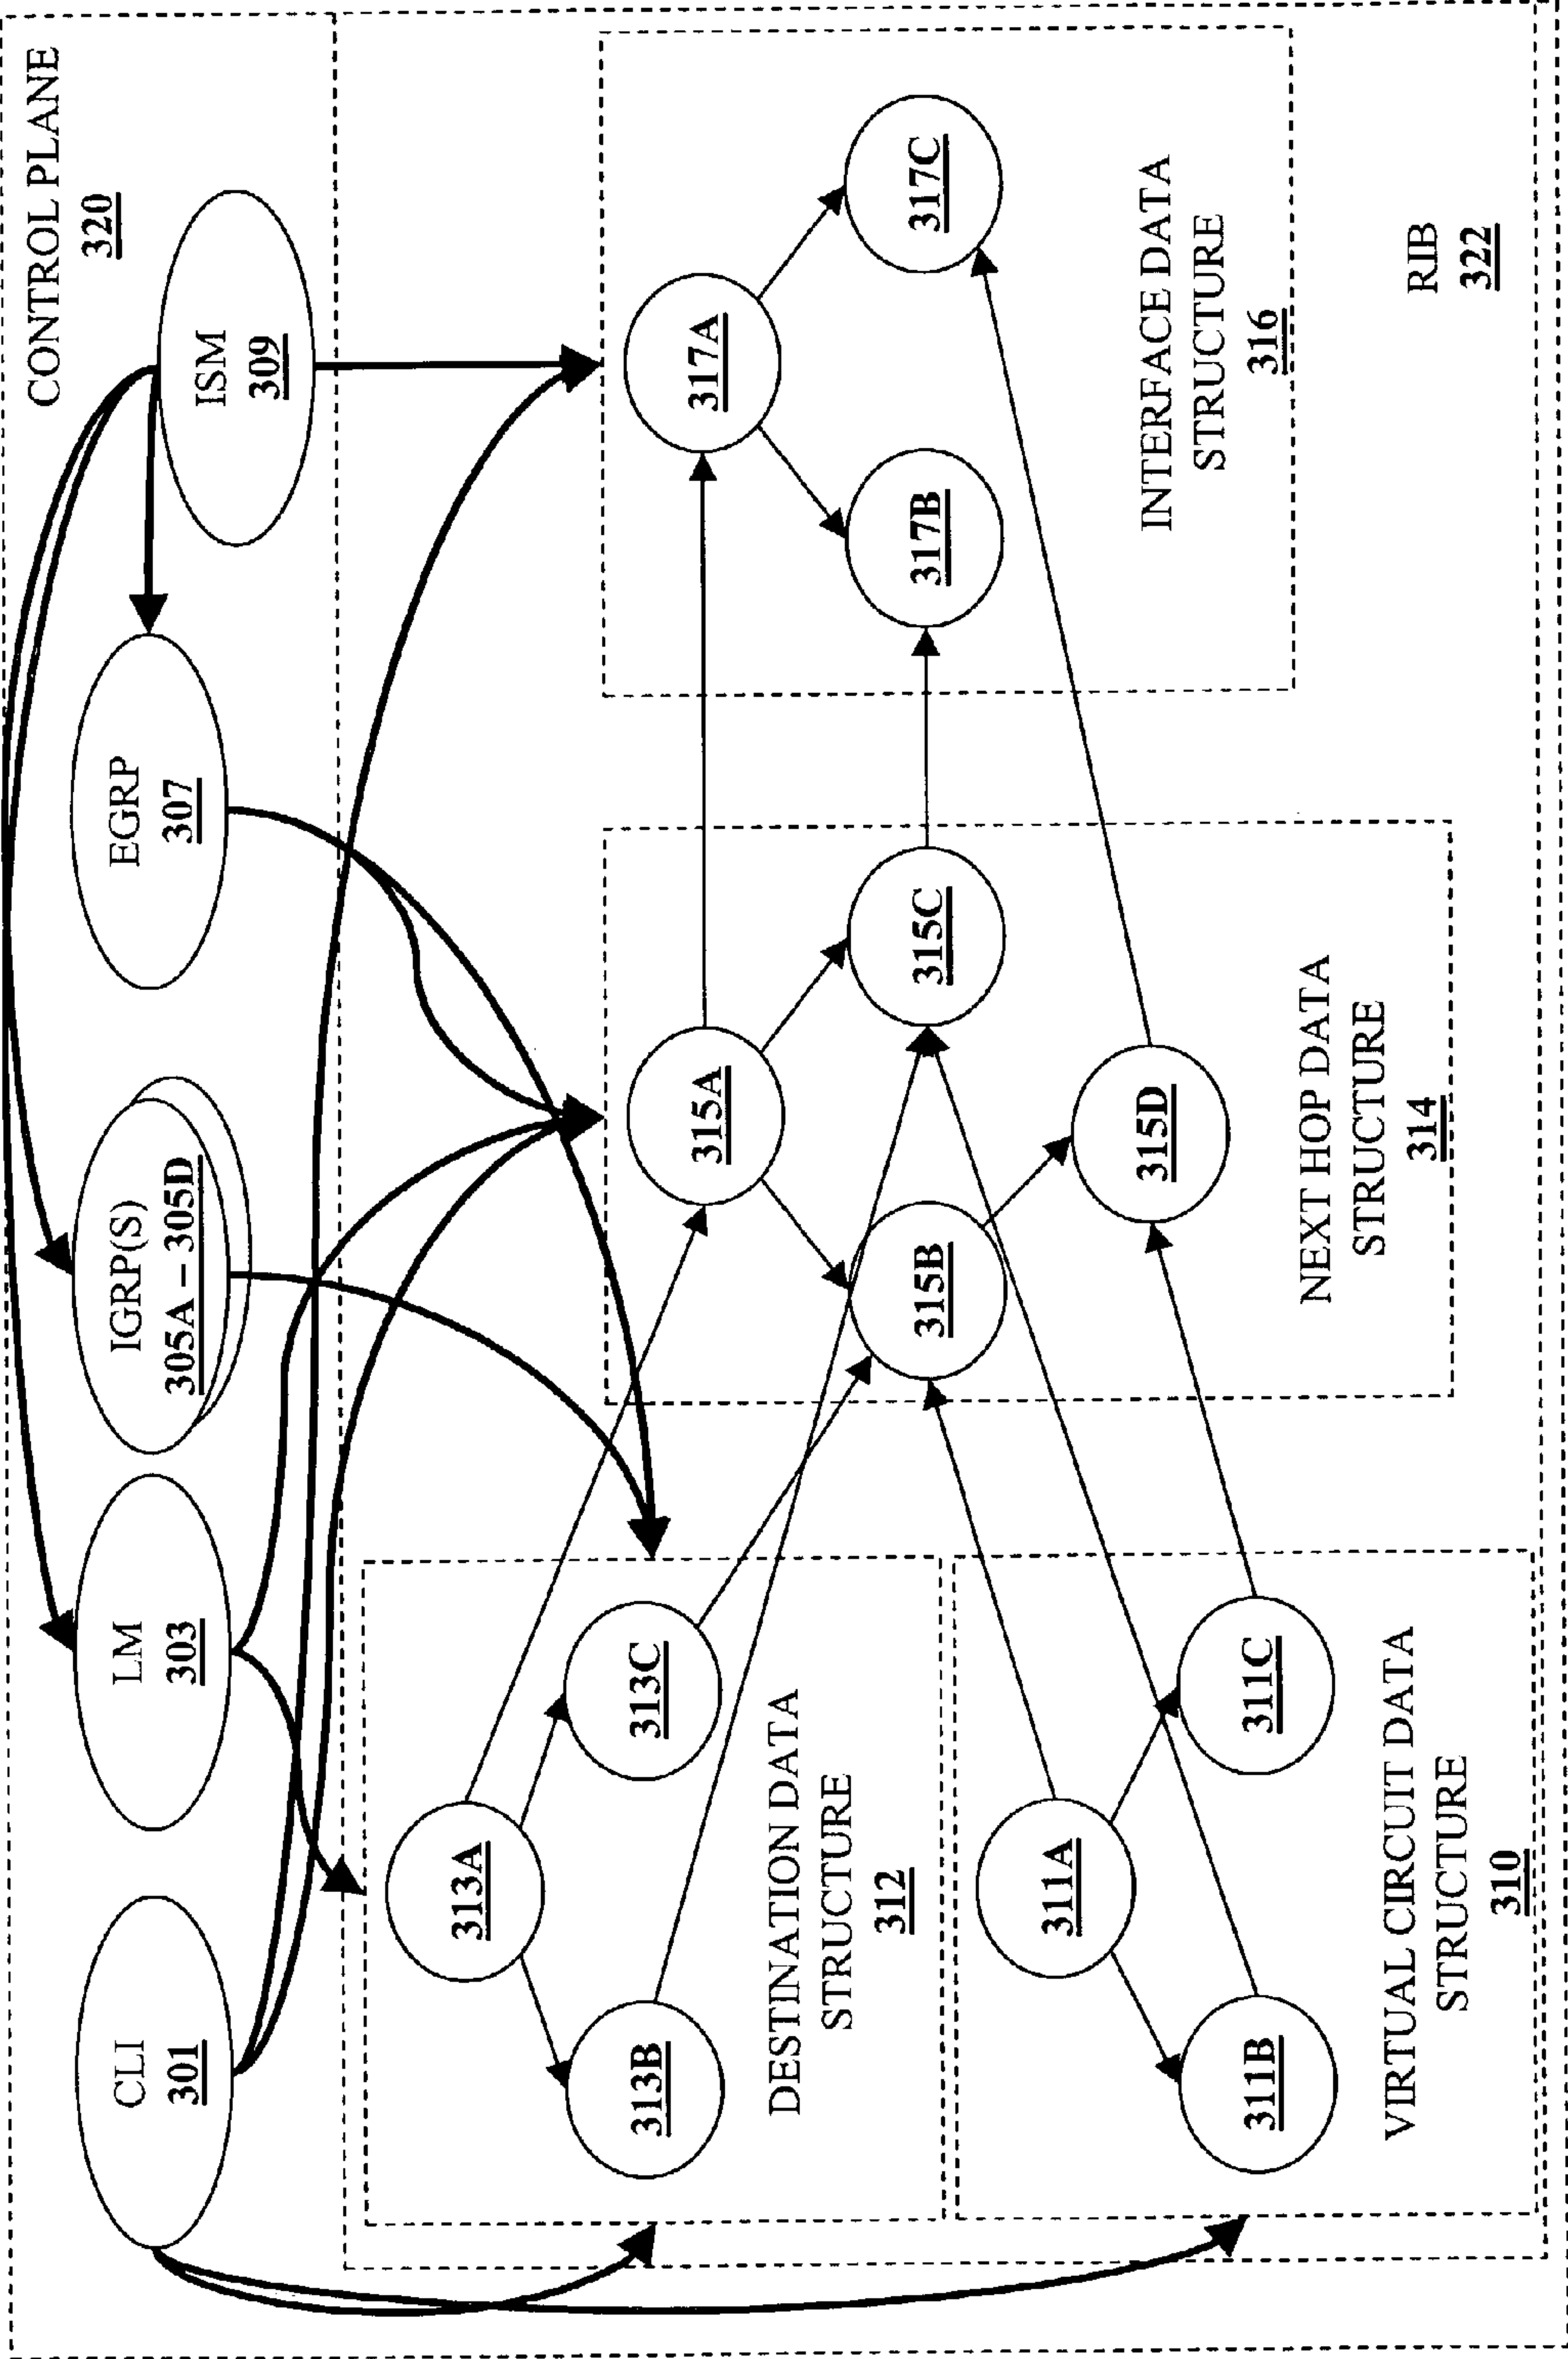 CONTROL PLANE
320
CLI
301
LM
303
IGRP(S)
305A – 305D
EGRP
307
ISM
309
313A
313B
313C
DESTINATION DATA
STRUCTURE
312
311A
311B
311C
VIRTUAL CIRCUIT DATA
STRUCTURE
310
315A
315B
315C
315D
NEXT HOP DATA
STRUCTURE
314
317A
317B
317C
INTERFACE DATA
STRUCTURE
316
RIB
322